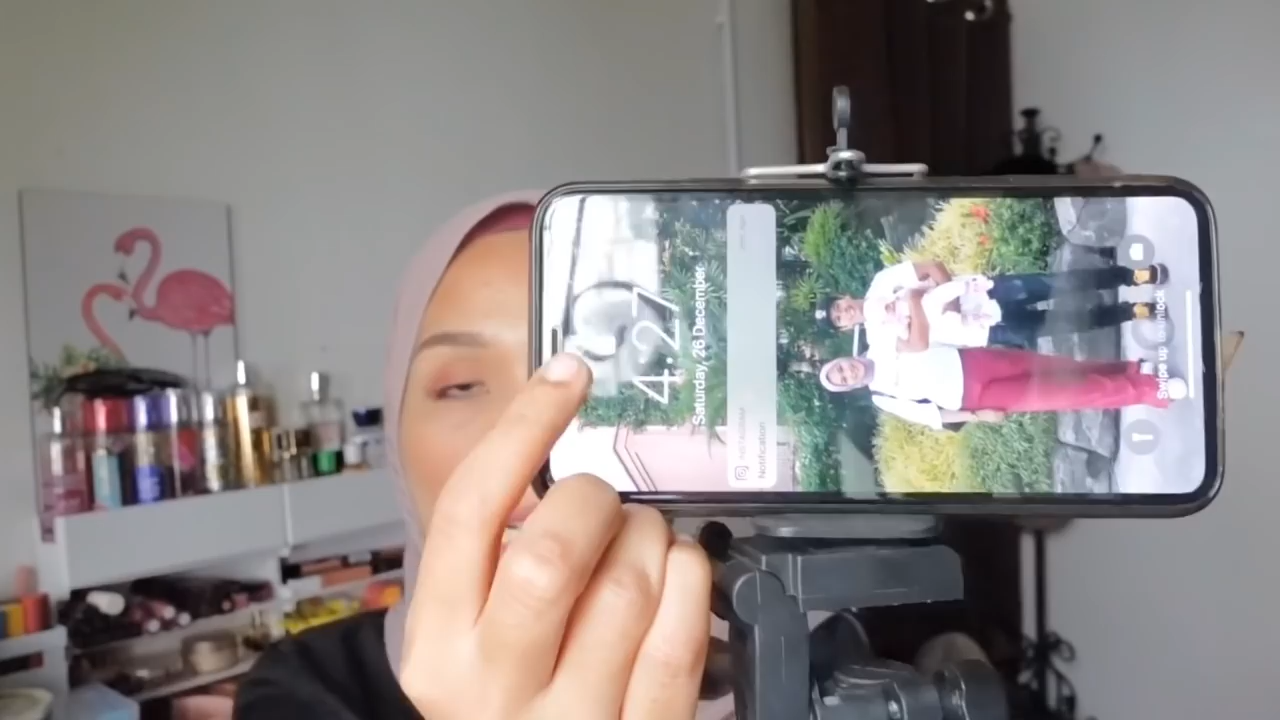 4:27
Saturday, 26 December
INSTAGRAM
Notification
Swipe up to unlock